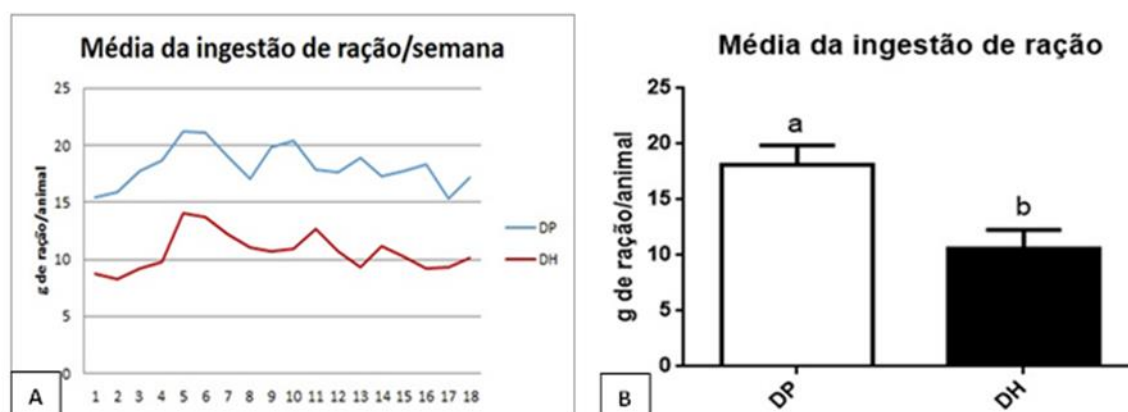 Média da ingestão de ração/semana
g de ração/animal
25
20
15
10
5
0
1 2 3 4 5 6 7 8 9 10 11 12 13 14 15 16 17 18
DP
DH
A
Média da ingestão de ração
g de ração/animal
25
20
15
10
5
0
a
b
DP
DH
B